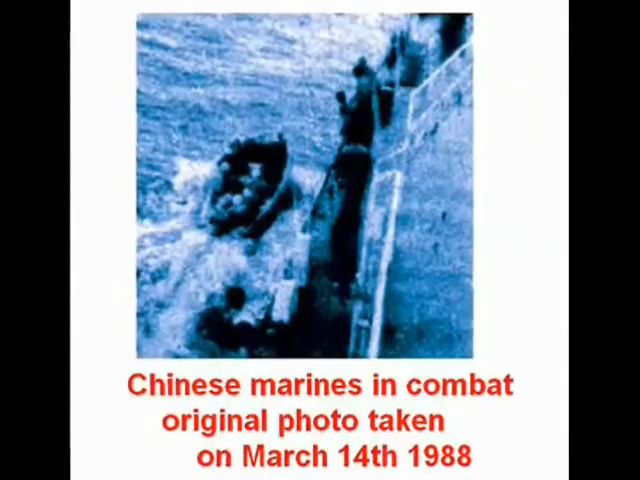 Chinese marines in combat
original photo taken
on March 14th 1988